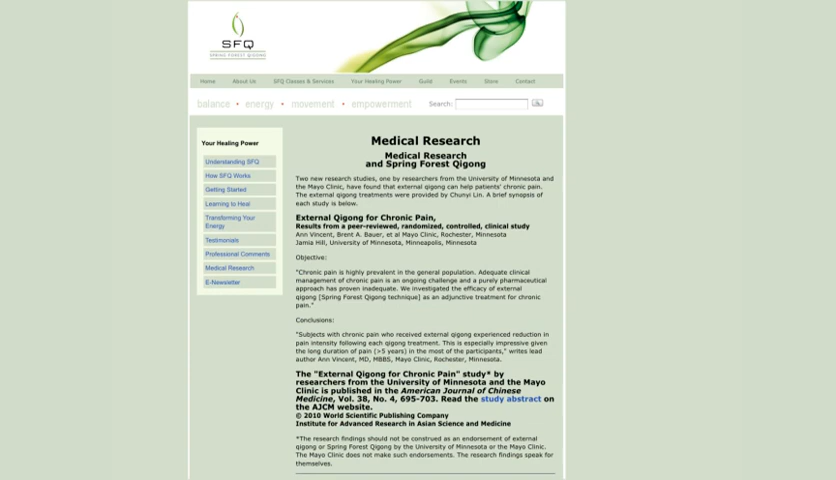 SFQ
SPRING FOREST QIGONG
Home About Us SFQ Classes & Services Your Healing Power Guild Events Store Contact
balance • energy • movement • empowerment Search:
Your Healing Power
Understanding SFQ
How SFQ Works
Getting Started
Learning to Heal
Transforming Your
Energy
Testimonials
Professional Comments
Medical Research
E-Newsletter
Medical Research
Medical Research
and Spring Forest Qigong
Two new research studies, one by researchers from the University of Minnesota and
the Mayo Clinic, have found that external qigong can help patients' chronic pain.
The external qigong treatments were provided by Chunyi Lin. A brief synopsis of
each study is below.
External Qigong for Chronic Pain,
Results from a peer-reviewed, randomized, controlled, clinical study
Ann Vincent, Brent A. Bauer, et al Mayo Clinic, Rochester, Minnesota
Jamia Hill, University of Minnesota, Minneapolis, Minnesota
Objective:
"Chronic pain is highly prevalent in the general population. Adequate clinical
management of chronic pain is an ongoing challenge and a purely pharmaceutical
approach has proven inadequate. We investigated the efficacy of external
qigong [Spring Forest Qigong technique] as an adjunctive treatment for chronic
pain."
Conclusions:
"Subjects with chronic pain who received external qigong experienced reduction in
pain intensity following each qigong treatment. This is especially impressive given
the long duration of pain (>5 years) in the most of the participants," writes lead
author Ann Vincent, MD, MBBS, Mayo Clinic, Rochester, Minnesota.
The "External Qigong for Chronic Pain" study* by
researchers from the University of Minnesota and the Mayo
Clinic is published in the American Journal of Chinese
Medicine, Vol. 38, No. 4, 695-703. Read the study abstract on
the AJCM website.
© 2010 World Scientific Publishing Company
Institute for Advanced Research in Asian Science and Medicine
*The research findings should not be construed as an endorsement of external
qigong or Spring Forest Qigong by the University of Minnesota or the Mayo Clinic.
The Mayo Clinic does not make such endorsements. The research findings speak for
themselves.